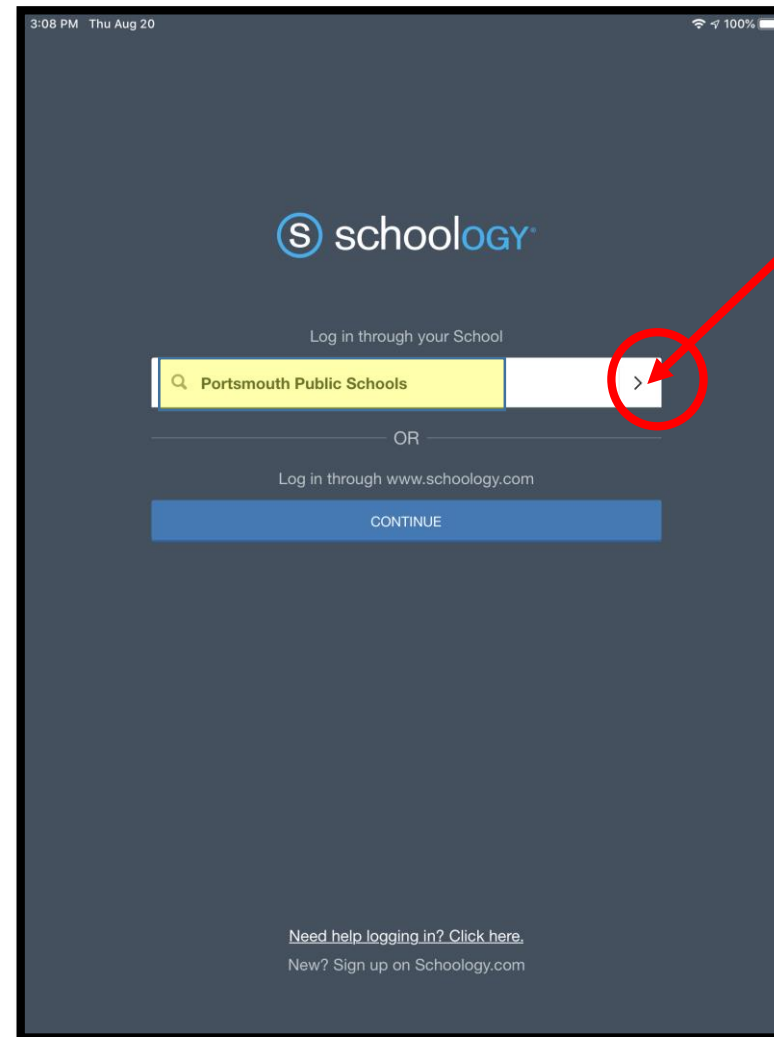 3:08 PM Thu Aug 20 100%
S schoology
Log in through your School
Portsmouth Public Schools >
OR
Log in through www.schoology.com
CONTINUE
Need help logging in? Click here.
New? Sign up on Schoology.com